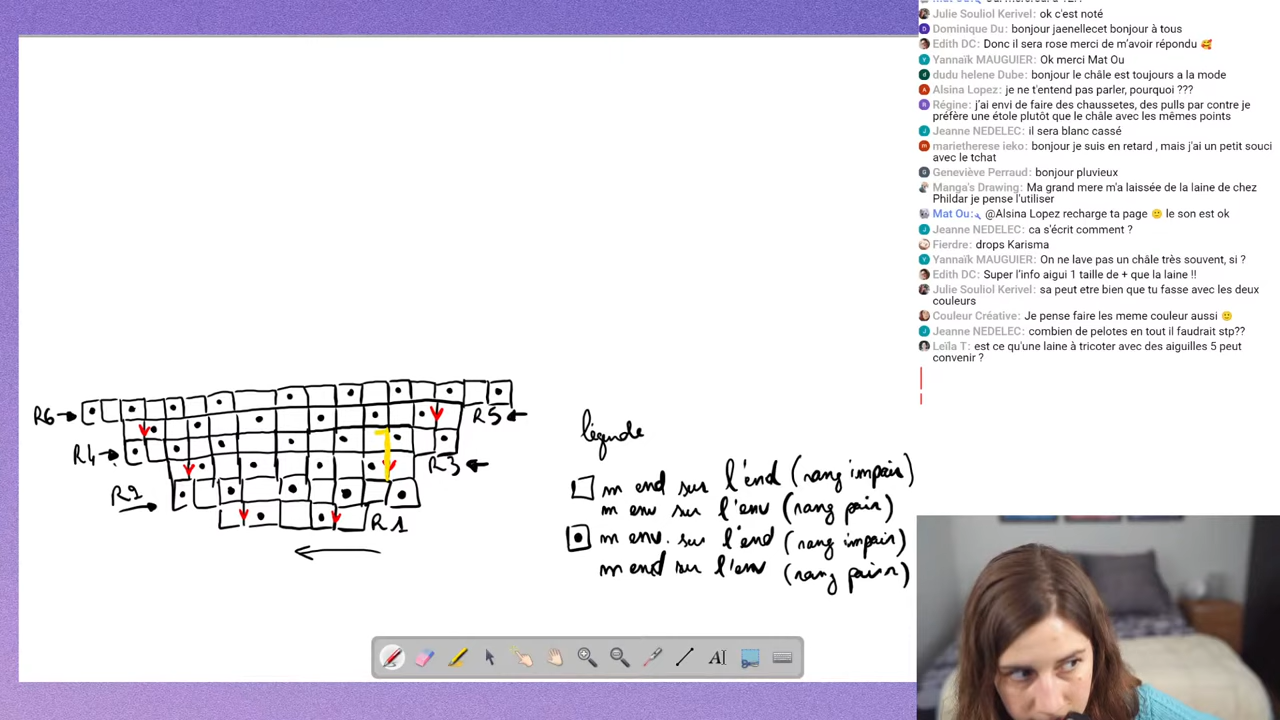 Julie Souliol Kerivel: ok c'est noté
Dominique Du: bonjour jaenellecet bonjour à tous
Edith DC: Donc il sera rose merci de m'avoir répondu 🥰
Yannaïk MAUGUIER: Ok merci Mat Ou
dudu helene Dube: bonjour le châle est toujours a la mode
Alsina Lopez: je ne t'entend pas parler, pourquoi ???
Régine: j'ai envi de faire des chaussetes, des pulls par contre je
préfère une étole plutôt que le châle avec les mêmes points
Jeanne NEDELEC: il sera blanc cassé
marietherese ieko: bonjour je suis en retard , mais j'ai un petit souci
avec le tchat
Geneviève Perraud: bonjour pluvieux
Manga's Drawing: Ma grand mere m'a laissée de la laine de chez
Phildar je pense l'utiliser
Mat Ou: @Alsina Lopez recharge ta page 🙂 le son est ok
Jeanne NEDELEC: ca s'écrit comment ?
Fierdre: drops Karisma
Yannaïk MAUGUIER: On ne lave pas un châle très souvent, si ?
Edith DC: Super l'info aigui 1 taille de + que la laine !!
Julie Souliol Kerivel: sa peut etre bien que tu fasse avec les deux
couleurs
Couleur Créative: Je pense faire les meme couleur aussi 🙂
Jeanne NEDELEC: combien de pelotes en tout il faudrait stp??
Leïla T: est ce qu'une laine à tricoter avec des aiguilles 5 peut
convenir ?
R6
R5
R4
R3
R2
R1
légende
m end sur l'end (rang impair)
m env sur l'env (rang pair)
m env. sur l'end (rang impair)
m end sur l'env (rang pair)
AI